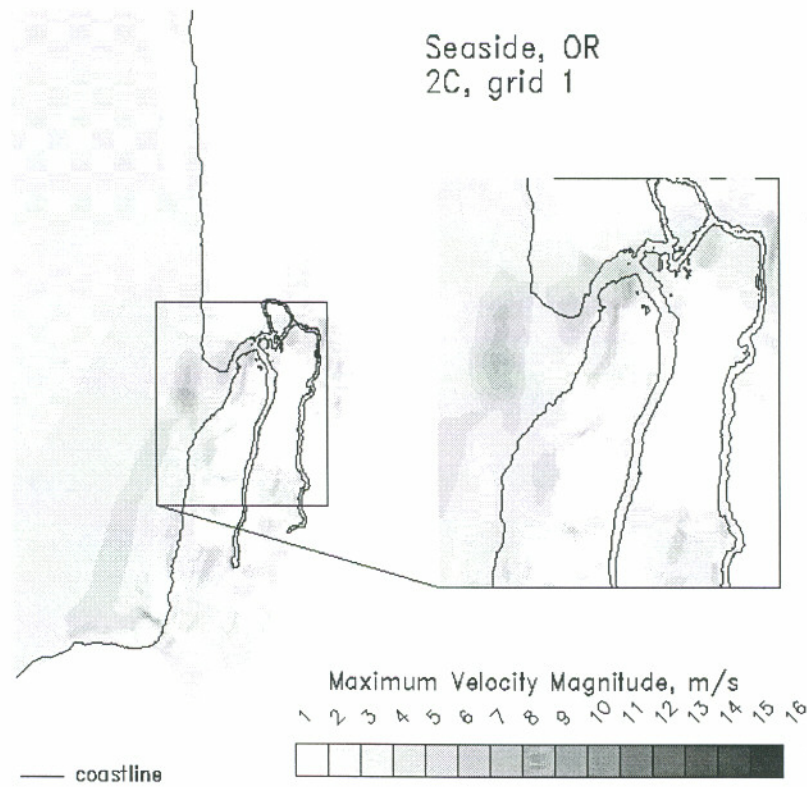 Seaside, OR
2C, grid 1
Maximum Velocity Magnitude, m/s
1 2 3 4 5 6 7 8 9 10 11 12 13 14 15 16
coastline